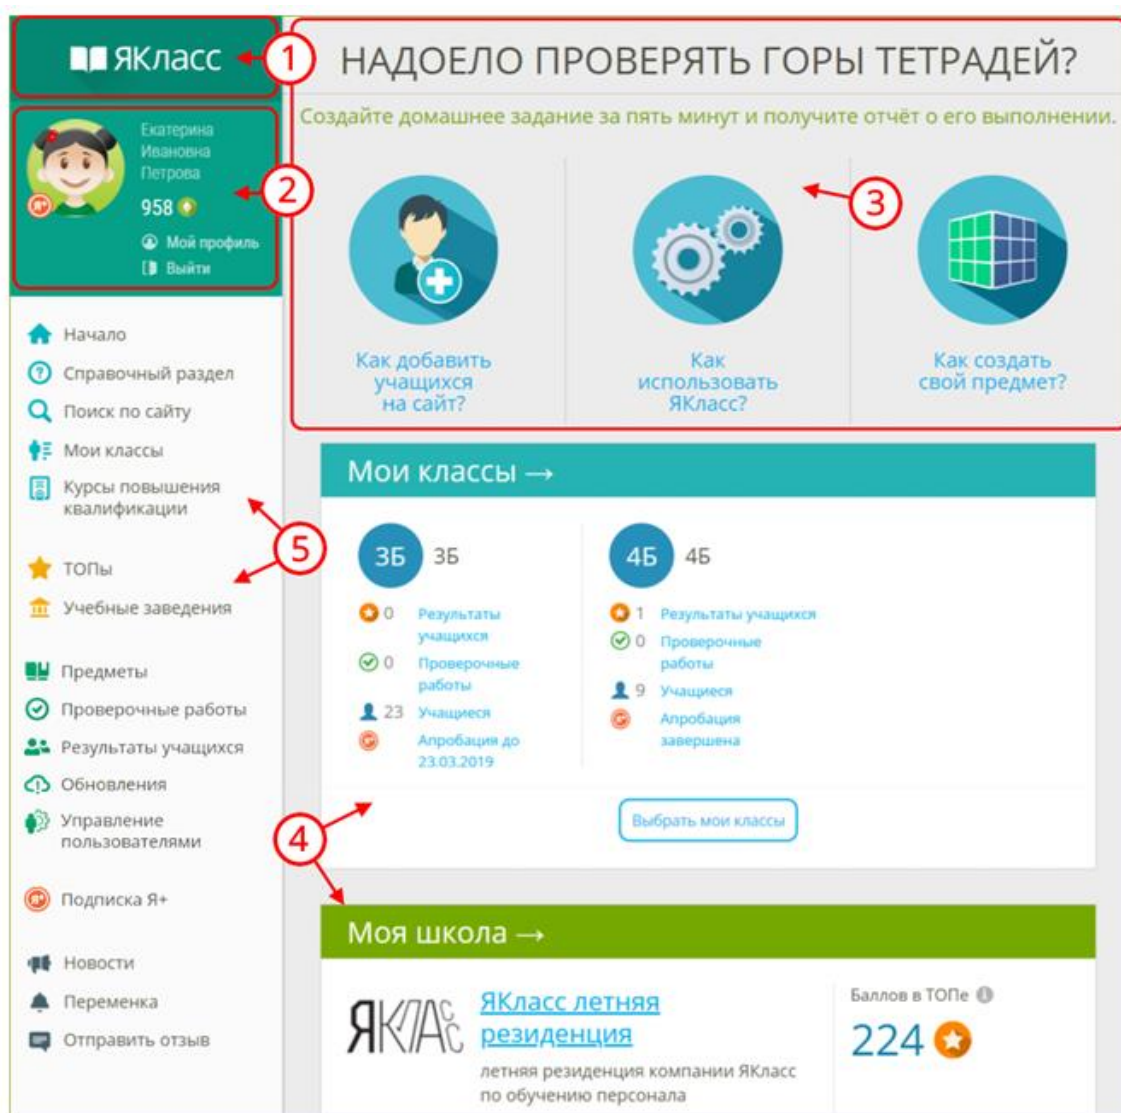 ЯКласс
1
Екатерина
Ивановна
Петрова
958
Мой профиль
Выйти
2
НАДОЕЛО ПРОВЕРЯТЬ ГОРЫ ТЕТРАДЕЙ?
Создайте домашнее задание за пять минут и получите отчёт о его выполнении.
3
Как добавить
учащихся
на сайт?
Как
использовать
ЯКласс?
Как создать
свой предмет?
Начало
Справочный раздел
Поиск по сайту
Мои классы
Курсы повышения
квалификации
5
ТОПы
Учебные заведения
Предметы
Проверочные работы
Результаты учащихся
Обновления
Управление
пользователями
Я+
Подписка Я+
Новости
Переменка
Отправить отзыв
Мои классы →
3Б 3Б
0 Результаты
учащихся
0 Проверочные
работы
23 Учащиеся
Апробация до
23.03.2019
4Б 4Б
1 Результаты учащихся
0 Проверочные
работы
9 Учащиеся
Апробация
завершена
4
Выбрать мои классы
Моя школа →
ЯКЛАСС
ЯКласс летняя
резиденция
летняя резиденция компании ЯКласс
по обучению персонала
Баллов в ТОПе
224